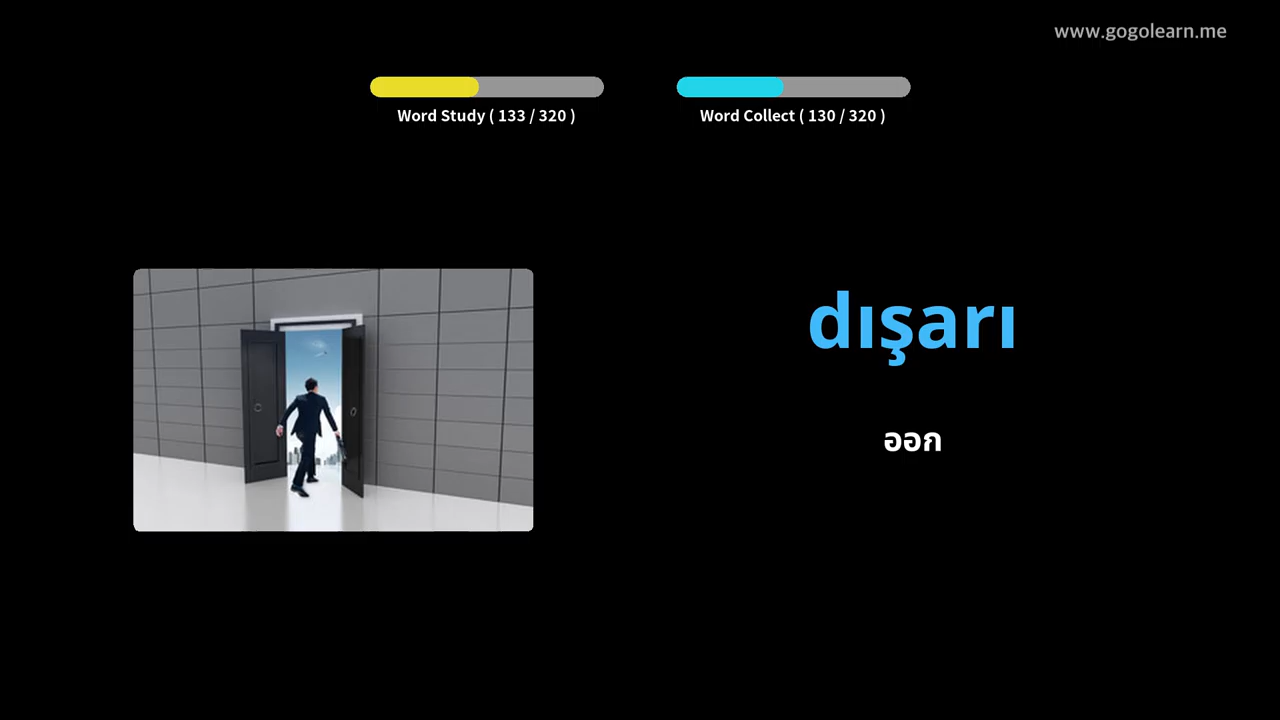 www.gogolearn.me
Word Study ( 133 / 320 )
Word Collect ( 130 / 320 )
dışarı
ออก